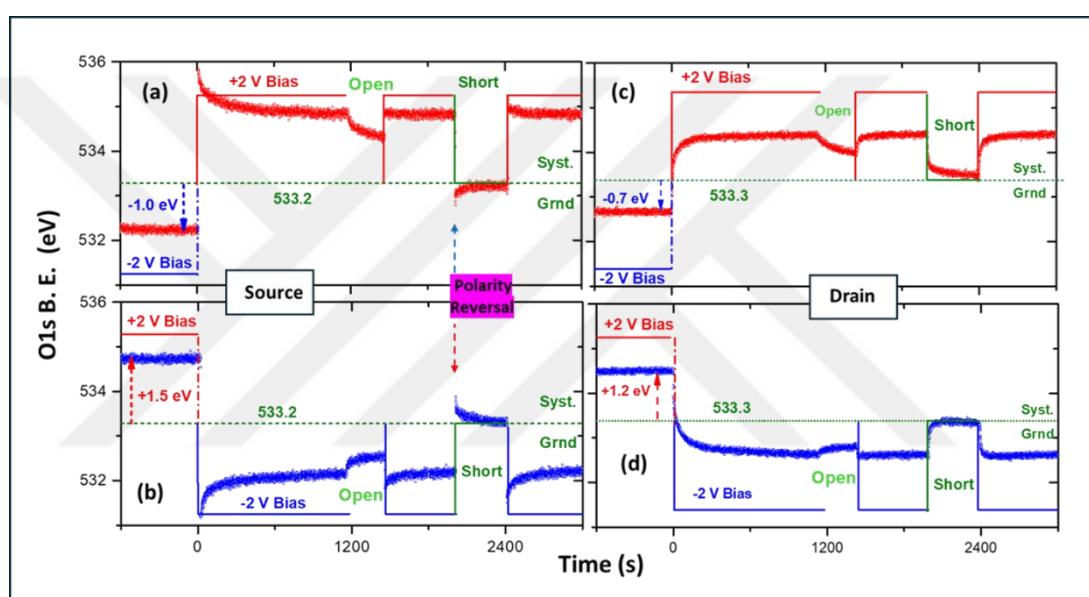 536
(a)
+2 V Bias
Open
Short
534
Syst.
533.2
Grnd
-1.0 eV
532
-2 V Bias
(c)
+2 V Bias
Open
Short
Syst.
533.3
Grnd
-0.7 eV
-2 V Bias
O1s B. E. (eV)
Source
Polarity
Reversal
Drain
536
+2 V Bias
534
+1.5 eV
533.2
Syst.
Grnd
532
(b)
-2 V Bias
Open
Short
+2 V Bias
+1.2 eV
533.3
Syst.
Grnd
-2 V Bias
Open
Short
(d)
0
1200
2400
0
1200
2400
Time (s)